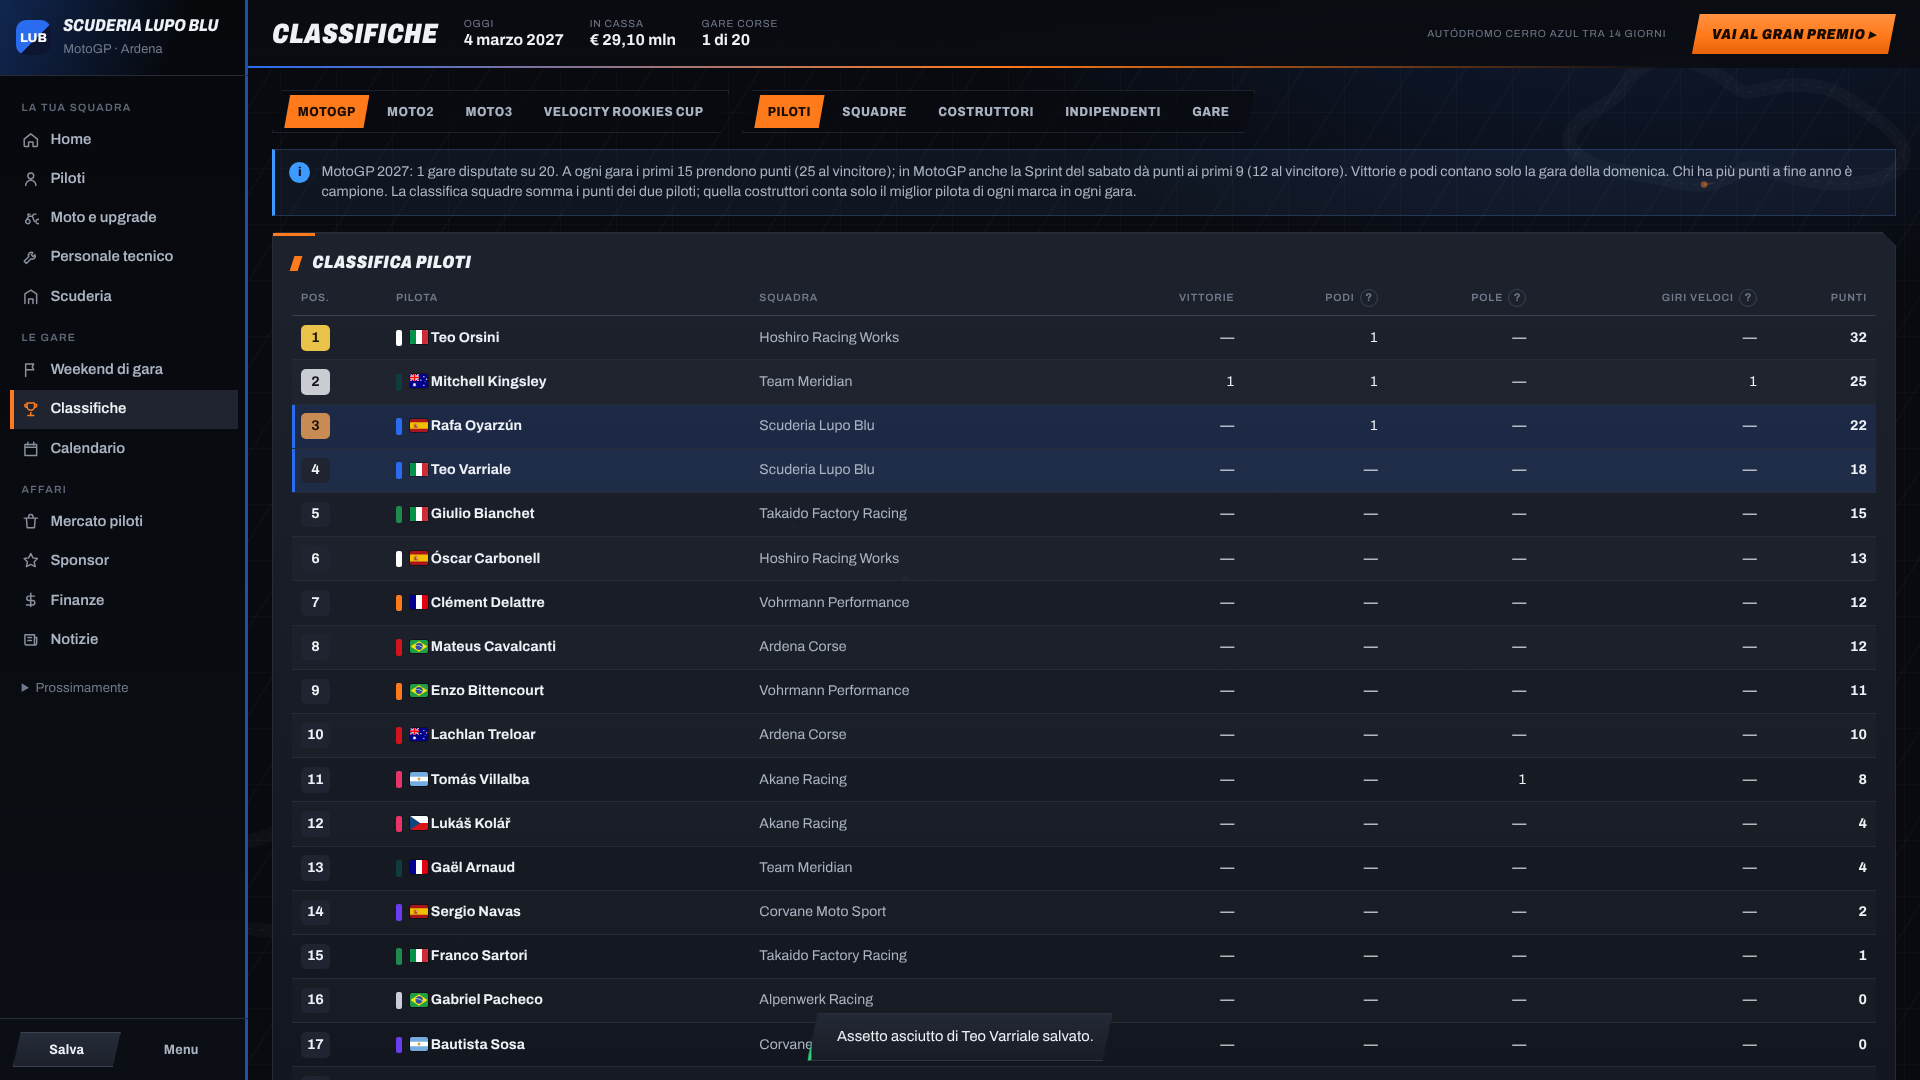 LUB
SCUDERIA LUPO BLU
MotoGP · Ardena
CLASSIFICHE
OGGI
4 marzo 2027
IN CASSA
€ 29,10 mln
GARE CORSE
1 di 20
AUTÓDROMO CERRO AZUL TRA 14 GIORNI
VAI AL GRAN PREMIO ▸
LA TUA SQUADRA
Home
Piloti
Moto e upgrade
Personale tecnico
Scuderia
LE GARE
Weekend di gara
Classifiche
Calendario
AFFARI
Mercato piloti
Sponsor
Finanze
Notizie
▶ Prossimamente
Salva
Menu
MOTOGP MOTO2 MOTO3 VELOCITY ROOKIES CUP
PILOTI SQUADRE COSTRUTTORI INDIPENDENTI GARE
i
MotoGP 2027: 1 gare disputate su 20. A ogni gara i primi 15 prendono punti (25 al vincitore); in MotoGP anche la Sprint del sabato dà punti ai primi 9 (12 al vincitore). Vittorie e podi contano solo la gara della domenica. Chi ha più punti a fine anno è
campione. La classifica squadre somma i punti dei due piloti; quella costruttori conta solo il miglior pilota di ogni marca in ogni gara.
CLASSIFICA PILOTI
POS. PILOTA SQUADRA VITTORIE PODI ? POLE ? GIRI VELOCI ? PUNTI
1 Teo Orsini Hoshiro Racing Works — 1 — — 32
2 Mitchell Kingsley Team Meridian 1 1 — 1 25
3 Rafa Oyarzún Scuderia Lupo Blu — 1 — — 22
4 Teo Varriale Scuderia Lupo Blu — — — — 18
5 Giulio Bianchet Takaido Factory Racing — — — — 15
6 Óscar Carbonell Hoshiro Racing Works — — — — 13
7 Clément Delattre Vohrmann Performance — — — — 12
8 Mateus Cavalcanti Ardena Corse — — — — 12
9 Enzo Bittencourt Vohrmann Performance — — — — 11
10 Lachlan Treloar Ardena Corse — — — — 10
11 Tomás Villalba Akane Racing — — 1 — 8
12 Lukáš Kolář Akane Racing — — — — 4
13 Gaël Arnaud Team Meridian — — — — 4
14 Sergio Navas Corvane Moto Sport — — — — 2
15 Franco Sartori Takaido Factory Racing — — — — 1
16 Gabriel Pacheco Alpenwerk Racing — — — — 0
17 Bautista Sosa Corvane — — — — 0
Assetto asciutto di Teo Varriale salvato.